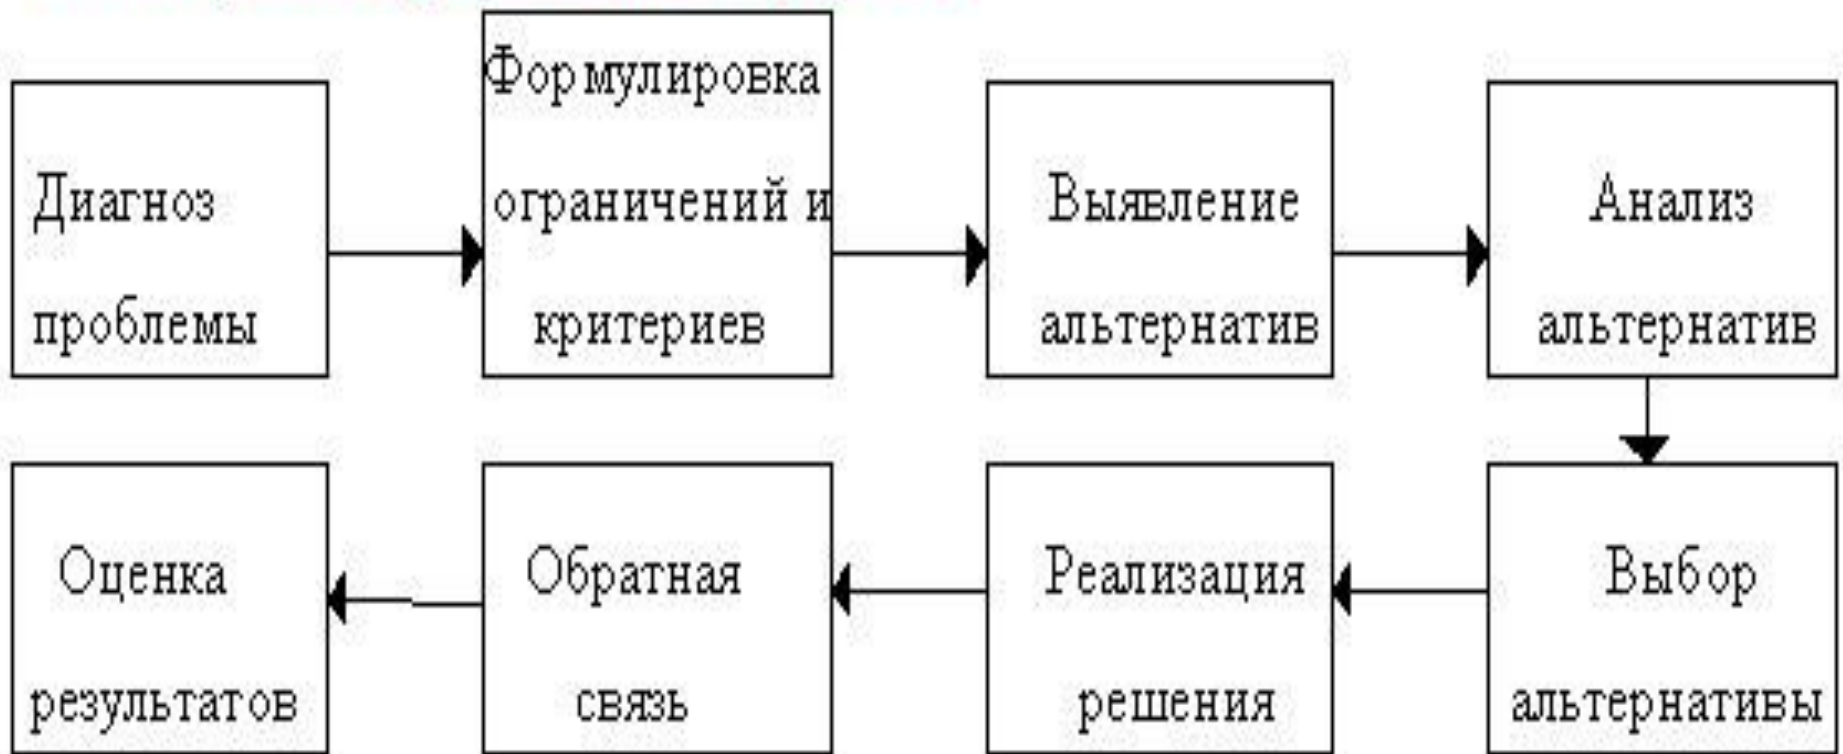 Диагноз
проблемы
Формулировка
ограничений и
критериев
Выявление
альтернатив
Анализ
альтернатив
Выбор
альтернативы
Реализация
решения
Обратная
связь
Оценка
результатов